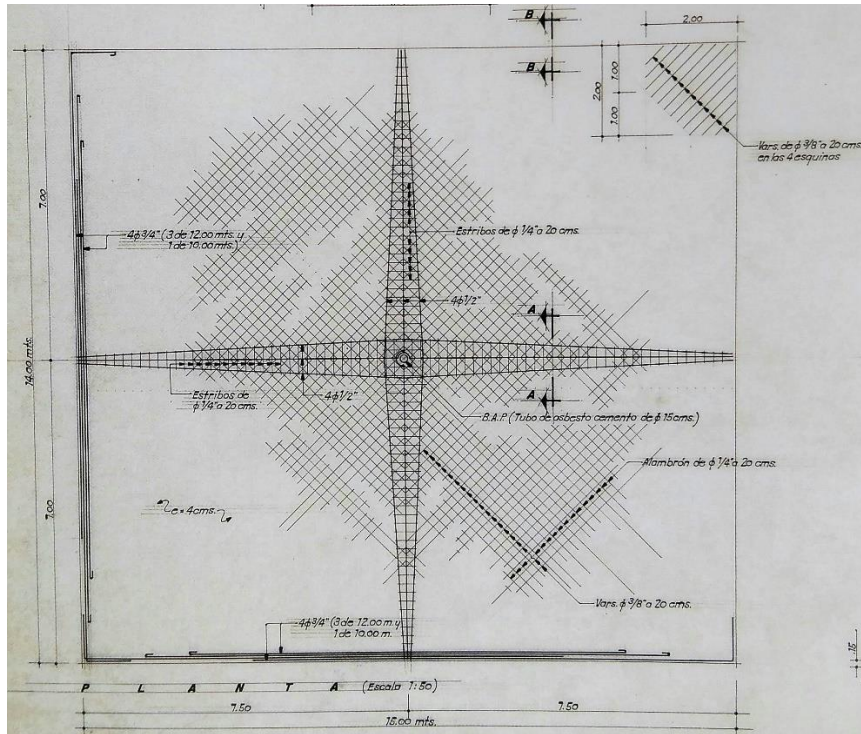 B
B
2.00
2.00
1.00
1.00
Vars. de φ 3/8" a 20 cms.
en las 4 esquinas
7.00
4φ3/4" (3 de 12.00 mts. y
1 de 10.00 mts.)
Estribos de φ 1/4" a 20 cms.
4φ1/2"
A
14.00 mts.
Estribos de
φ 1/4" a 20 cms.
4φ1/2"
A
B.A.P. (Tubo de asbesto cemento de φ 15cms.)
Alambrón de φ 1/4" a 20 cms.
7.00
e = 4cms.
Vars. φ 3/8" a 20 cms.
4φ3/4" (3 de 12.00 m. y
1 de 10.00 m.
.15
P L A N T A (Escala 1:50)
7.50
7.50
15.00 mts.